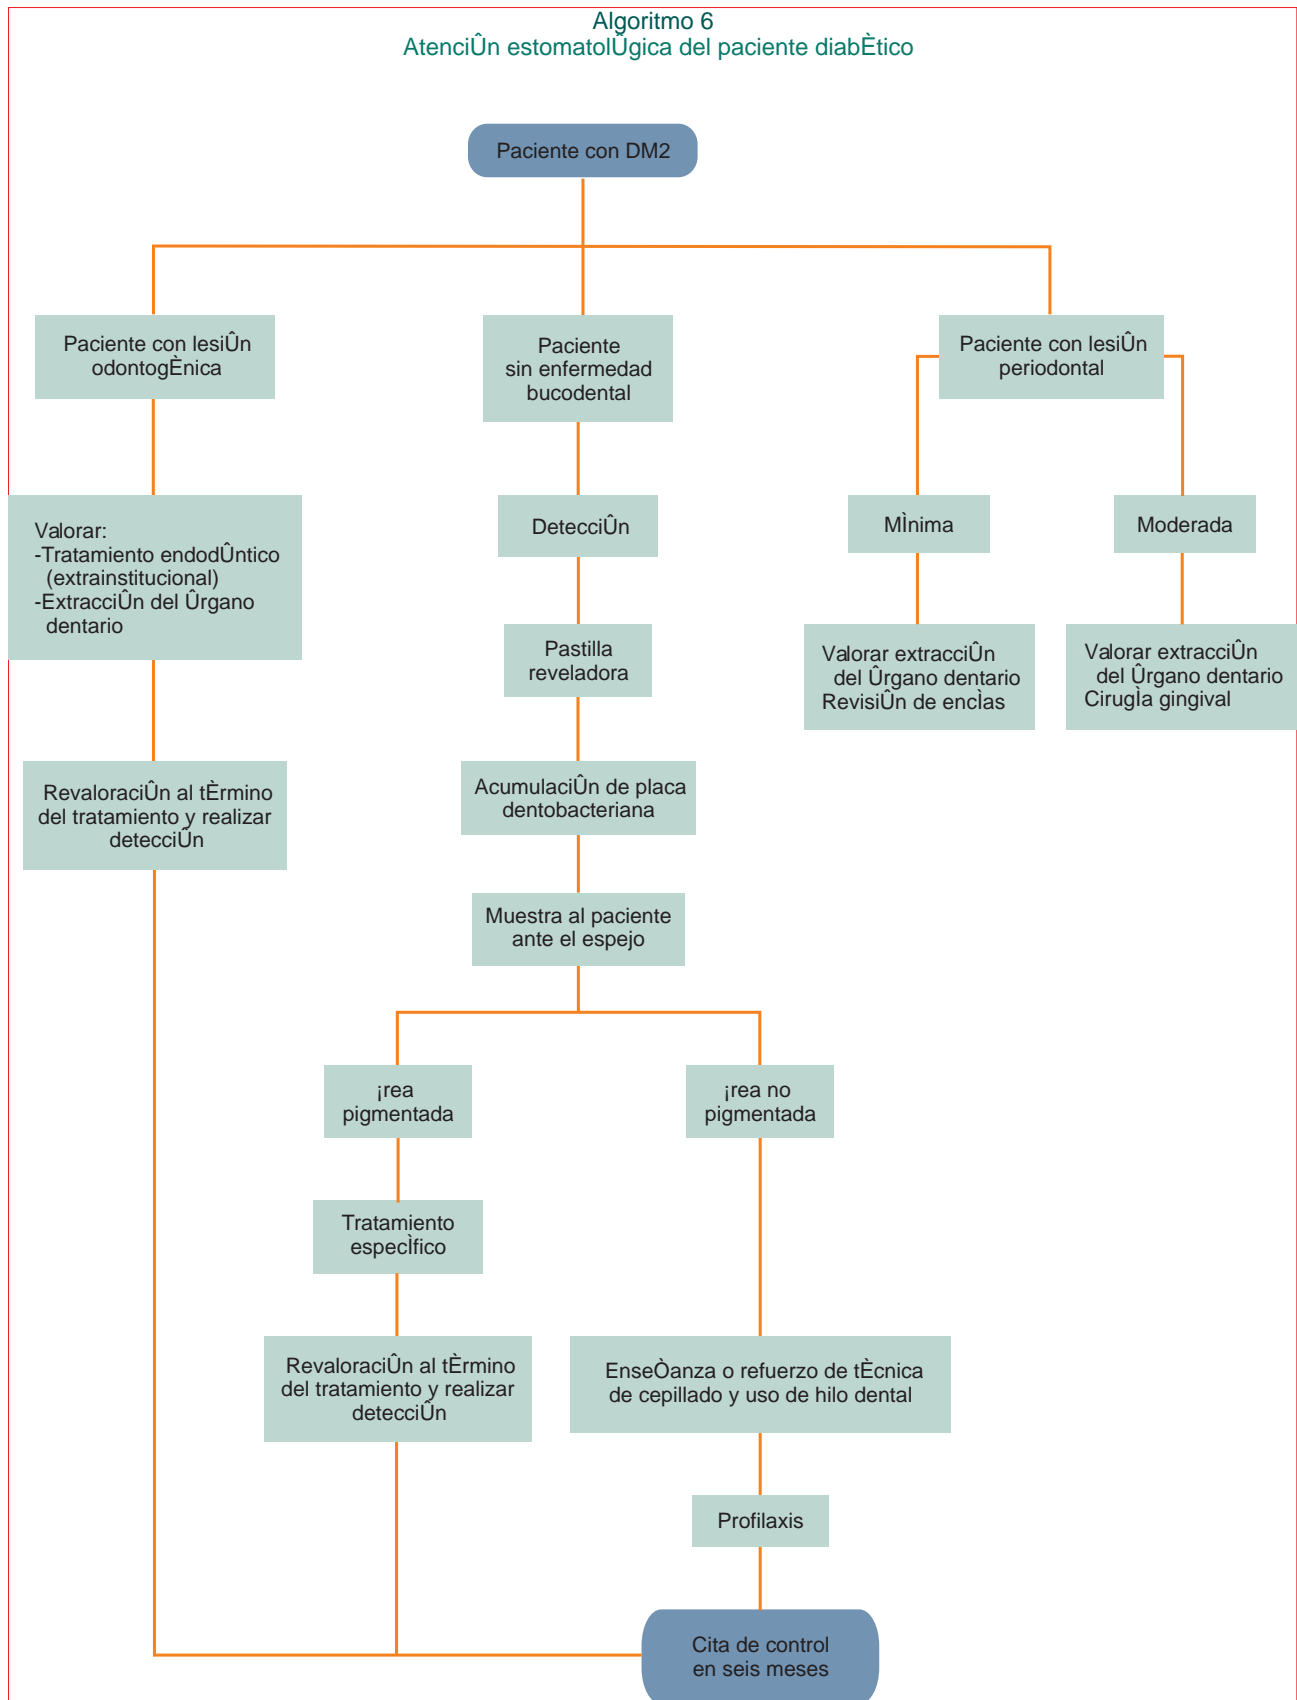 Algoritmo 6
AtenciÛn estomatolÛgica del paciente diabÈtico
Paciente con DM2
Paciente con lesiÛn
odontogÈnica
Paciente
sin enfermedad
bucodental
Paciente con lesiÛn
periodontal
Valorar:
-Tratamiento endodÛntico
(extrainstitucional)
-ExtracciÛn del Ûrgano
dentario
DetecciÛn
MÌnima
Moderada
Pastilla
reveladora
Valorar extracciÛn
del Ûrgano dentario
RevisiÛn de encÌas
Valorar extracciÛn
del Ûrgano dentario
CirugÌa gingival
RevaloraciÛn al tÈrmino
del tratamiento y realizar
detecciÛn
AcumulaciÛn de placa
dentobacteriana
Muestra al paciente
ante el espejo
¡rea
pigmentada
¡rea no
pigmentada
Tratamiento
especÌfico
RevaloraciÛn al tÈrmino
del tratamiento y realizar
detecciÛn
EnseÒanza o refuerzo de tÈcnica
de cepillado y uso de hilo dental
Profilaxis
Cita de control
en seis meses